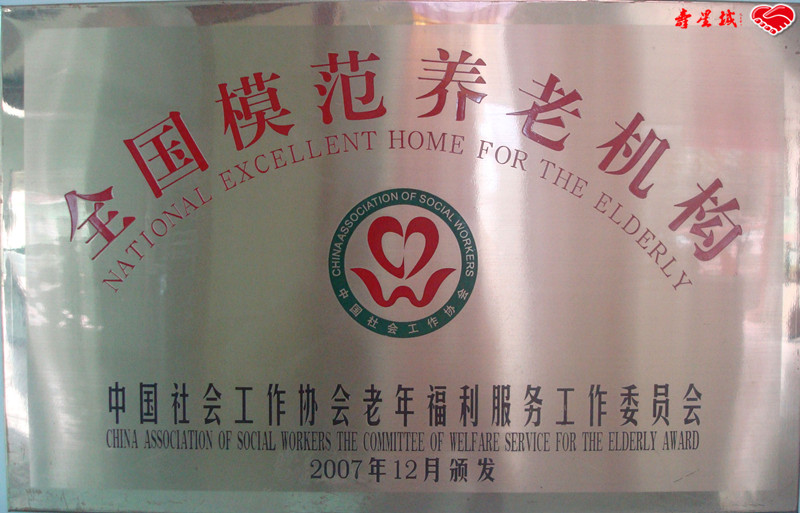 寿星城
全国模范养老机构
NATIONAL EXCELLENT HOME FOR THE ELDERLY
CHINA ASSOCIATION OF SOCIAL WORKERS
中国社会工作协会
中国社会工作协会老年福利服务工作委员会
CHINA ASSOCIATION OF SOCIAL WORKERS THE COMMITTEE OF WELFARE SERVICE FOR THE ELDERLY AWARD
2007年12月颁发